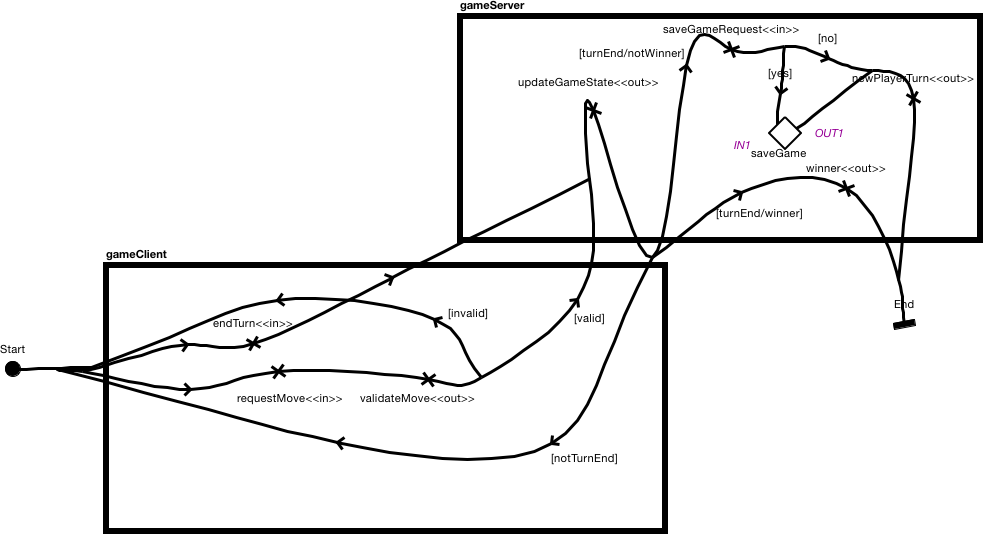 gameServer
saveGameRequest<<in>>
[no]
[turnEnd/notWinner]
[yes]
newPlayerTurn<<out>>
updateGameState<<out>>
IN1
OUT1
saveGame
winner<<out>>
[turnEnd/winner]
gameClient
End
[invalid]
endTurn<<in>>
[valid]
Start
requestMove<<in>>
validateMove<<out>>
[notTurnEnd]